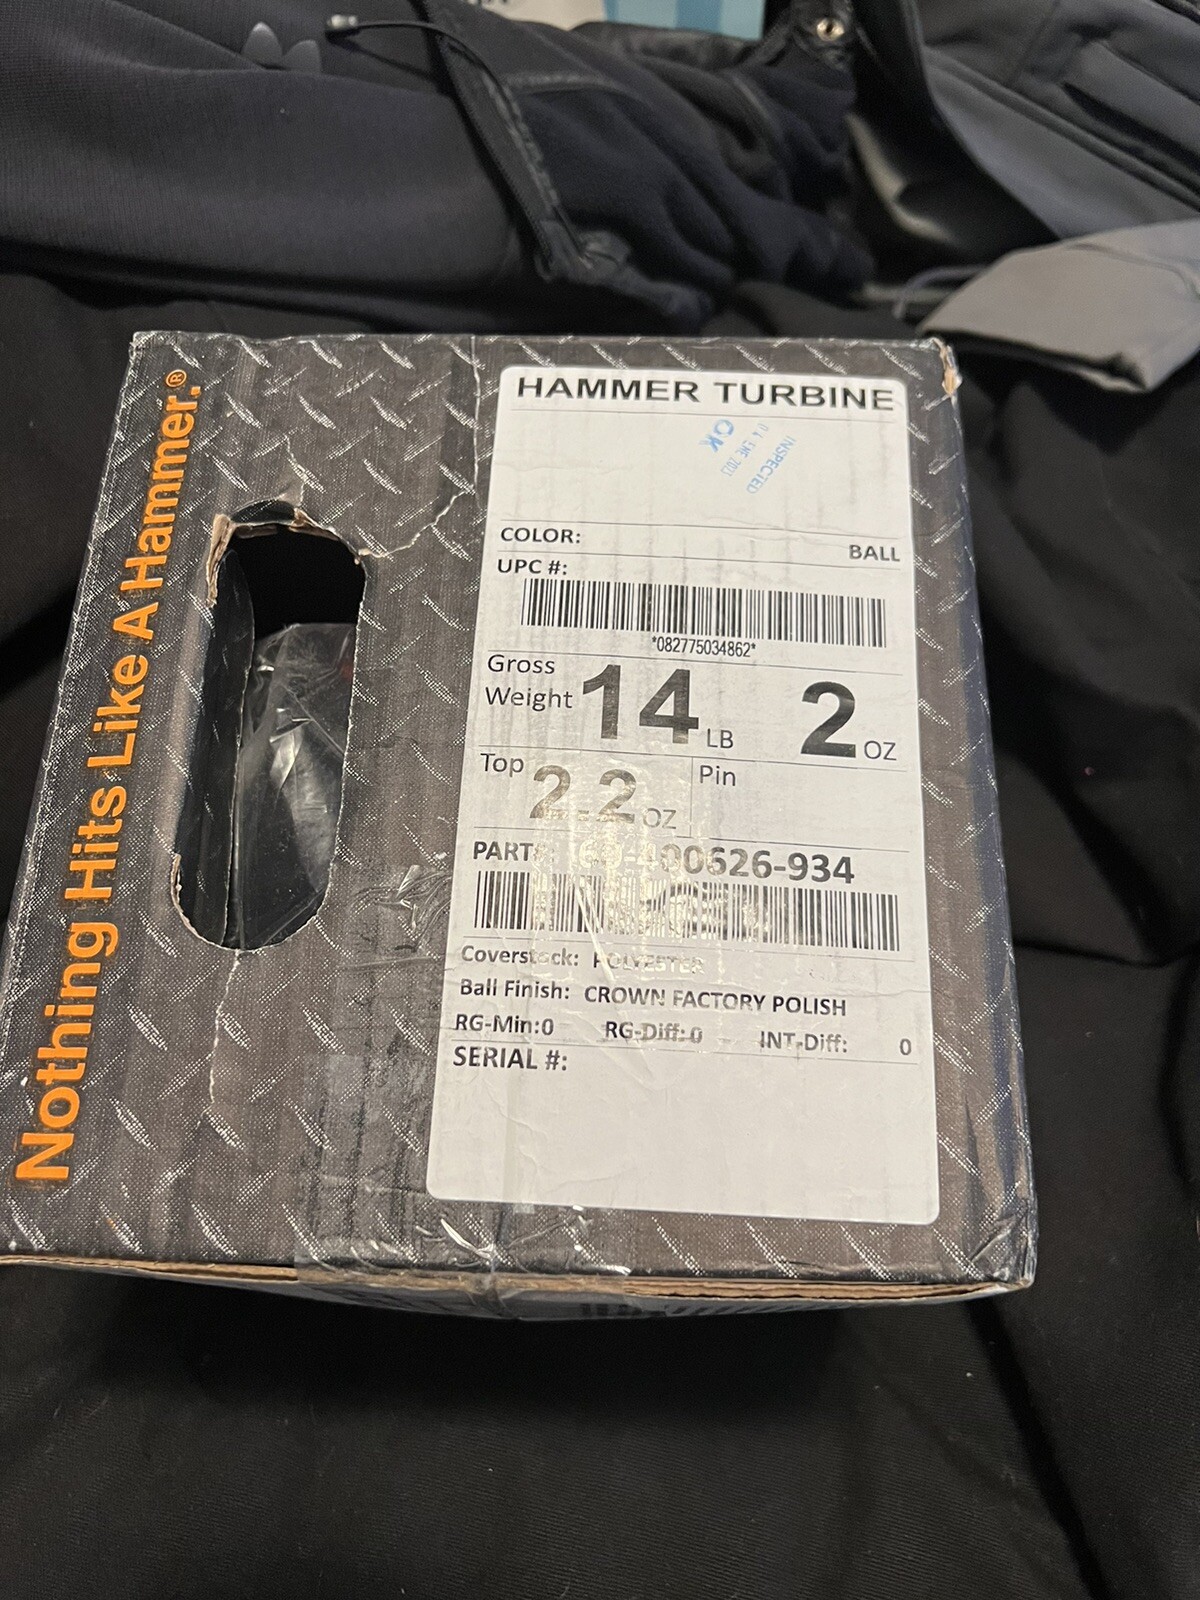 Nothing Hits Like A Hammer.®
HAMMER TURBINE
INSPECTED
OK
COLOR:
BALL
UPC #:
*082775034862*
Gross Weight 14 LB 2 OZ
Top 2.2 OZ Pin
PART#: 00626-934
Coverstock: POLYESTER
Ball Finish: CROWN FACTORY POLISH
RG-Min:0 RG-Diff:0 INT-Diff: 0
SERIAL #: